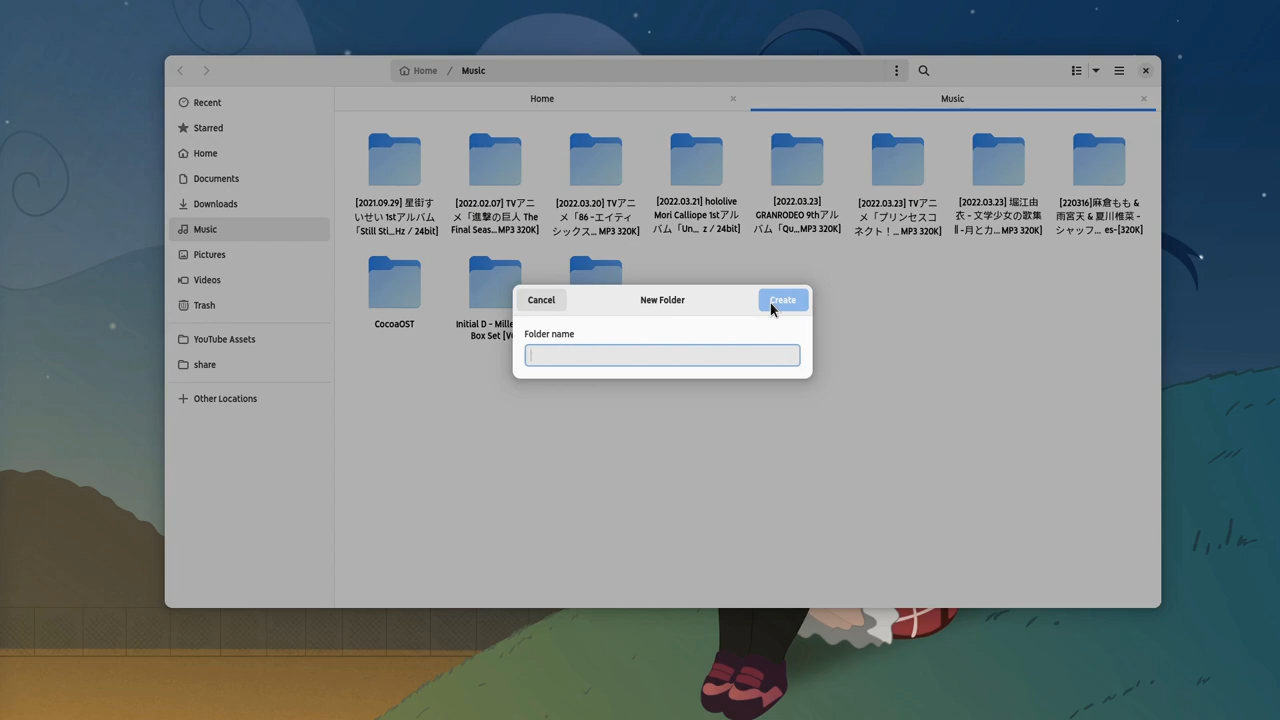 Home / Music
Home
Music
Recent
Starred
Home
Documents
Downloads
Music
Pictures
Videos
Trash
YouTube Assets
share
Other Locations
[2021.09.29] 星街す
いせい 1stアルバム
「Still Sti...Hz / 24bit]
[2022.02.07] TVアニ
メ「進撃の巨人 The
Final Seas... MP3 320K]
[2022.03.20] TVアニ
メ「86 -エイティ
シックス... MP3 320K]
[2022.03.21] hololive
Mori Calliope 1stアル
バム「Un... z / 24bit]
[2022.03.23]
GRANRODEO 9thアル
バム「Qu...MP3 320K]
[2022.03.23] TVアニ
メ「プリンセスコ
ネクト！... MP3 320K]
[2022.03.23] 堀江由
衣 - 文学少女の歌集
Ⅱ -月とカ... MP3 320K]
[220316]麻倉もも &
雨宮天 & 夏川椎菜 -
シャッフ... es-[320K]
CocoaOST
Initial D - Mille
Box Set [V
Cancel
New Folder
Create
Folder name